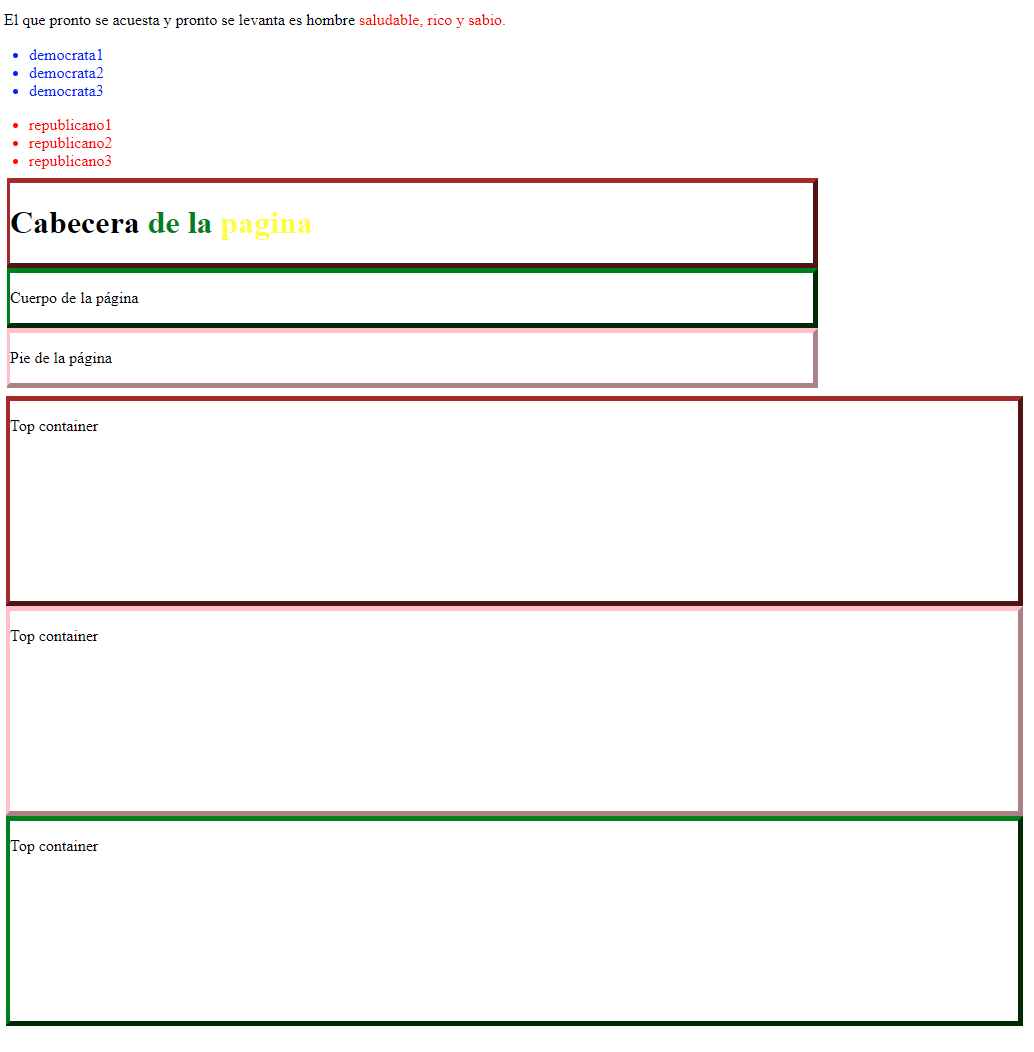 El que pronto se acuesta y pronto se levanta es hombre saludable, rico y sabio.
democrata1
democrata2
democrata3
republicano1
republicano2
republicano3
Cabecera de la pagina
Cuerpo de la página
Pie de la página
Top container
Top container
Top container